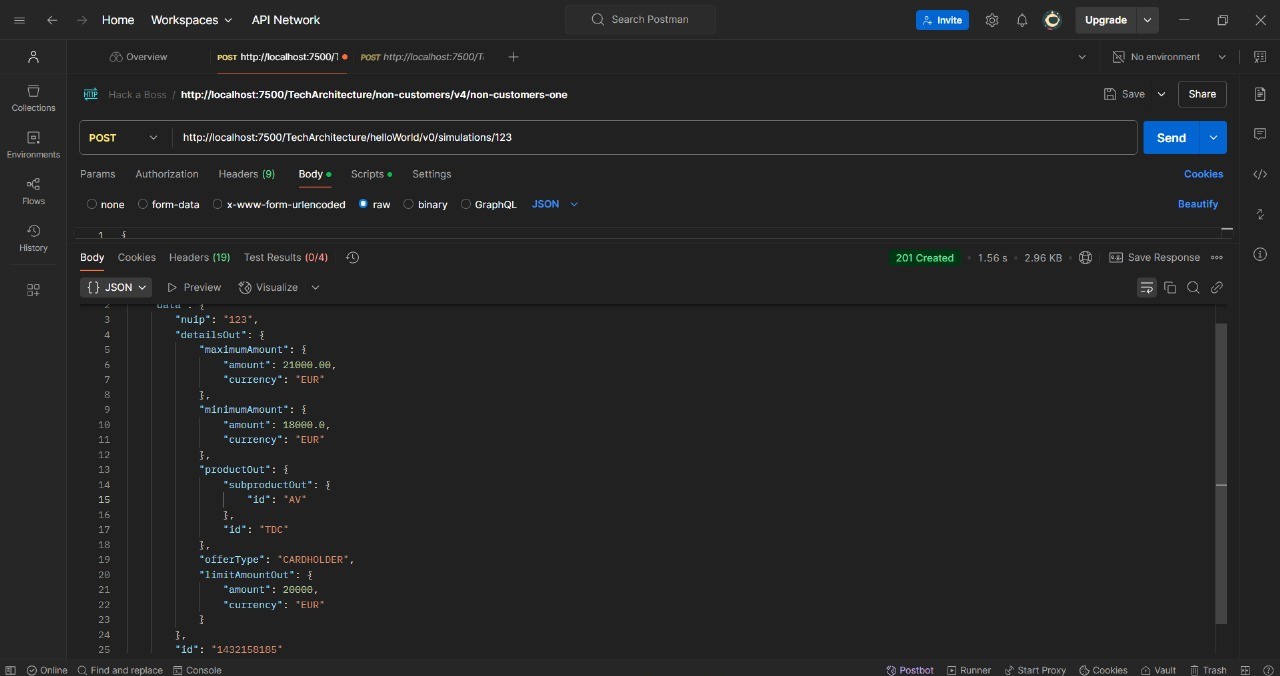 Home Workspaces API Network Search Postman Invite Upgrade
Overview POST http://localhost:7500/T POST http://localhost:7500/T No environment
HTTP Hack a Boss / http://localhost:7500/TechArchitecture/non-customers/v4/non-customers-one Save Share
Collections
Environments
Flows
History
POST http://localhost:7500/TechArchitecture/helloWorld/v0/simulations/123 Send
Params Authorization Headers (9) Body Scripts Settings Cookies
none form-data x-www-form-urlencoded raw binary GraphQL JSON Beautify
1 {
Body Cookies Headers (19) Test Results (0/4) 201 Created 1.56 s 2.96 KB Save Response
{} JSON Preview Visualize
2 "data": {
3 "nuip": "123",
4 "detailsOut": {
5 "maximumAmount": {
6 "amount": 21000.00,
7 "currency": "EUR"
8 },
9 "minimumAmount": {
10 "amount": 18000.0,
11 "currency": "EUR"
12 },
13 "productOut": {
14 "subproductOut": {
15 "id": "AV"
16 },
17 "id": "TDC"
18 },
19 "offerType": "CARDHOLDER",
20 "limitAmountOut": {
21 "amount": 20000,
22 "currency": "EUR"
23 }
24 },
25 "id": "1432158185"
Online Find and replace Console Postbot Runner Start Proxy Cookies Vault Trash